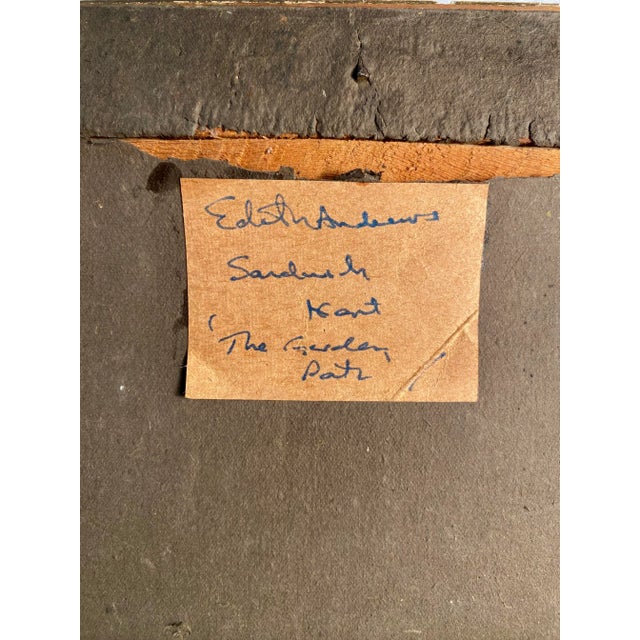 Edith Andrews
Sandwich
Kent
'The Garden
Path'